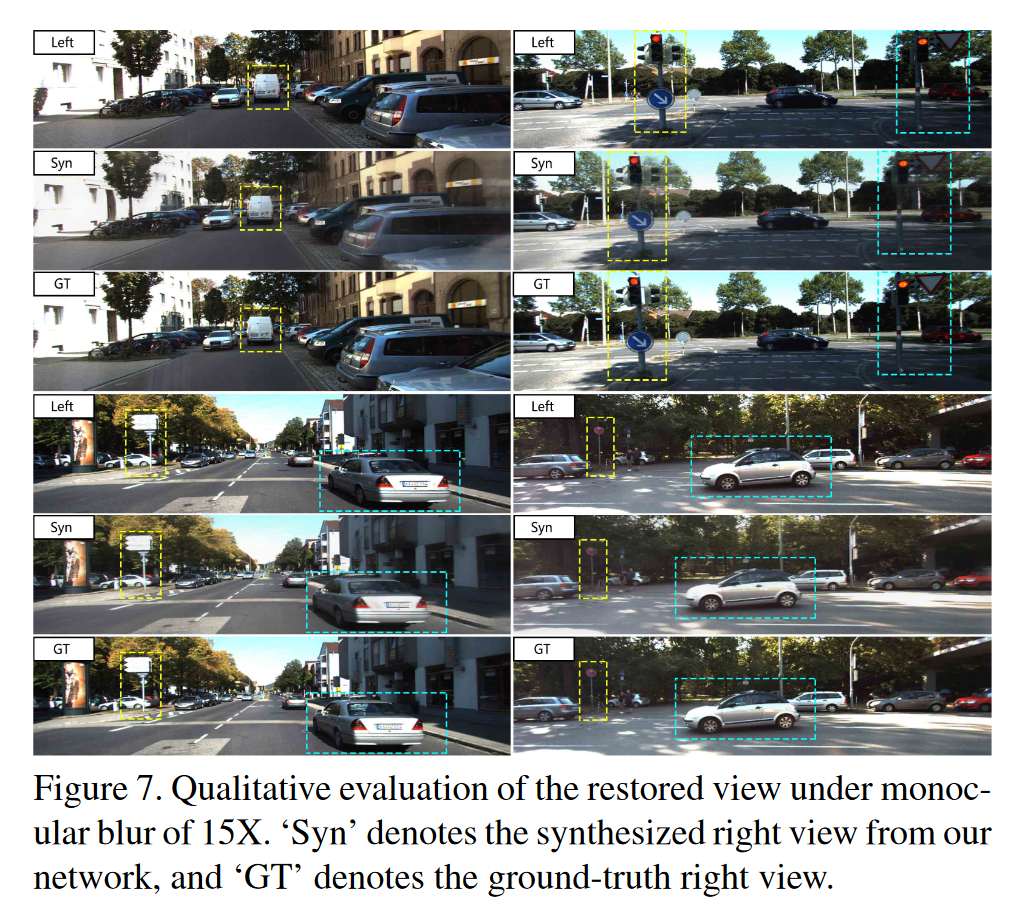 Left
Left
Syn
Syn
GT
GT
Left
Left
Syn
Syn
GT
GT
Figure 7. Qualitative evaluation of the restored view under monoc-
ular blur of 15X. ‘Syn’ denotes the synthesized right view from our
network, and ‘GT’ denotes the ground-truth right view.